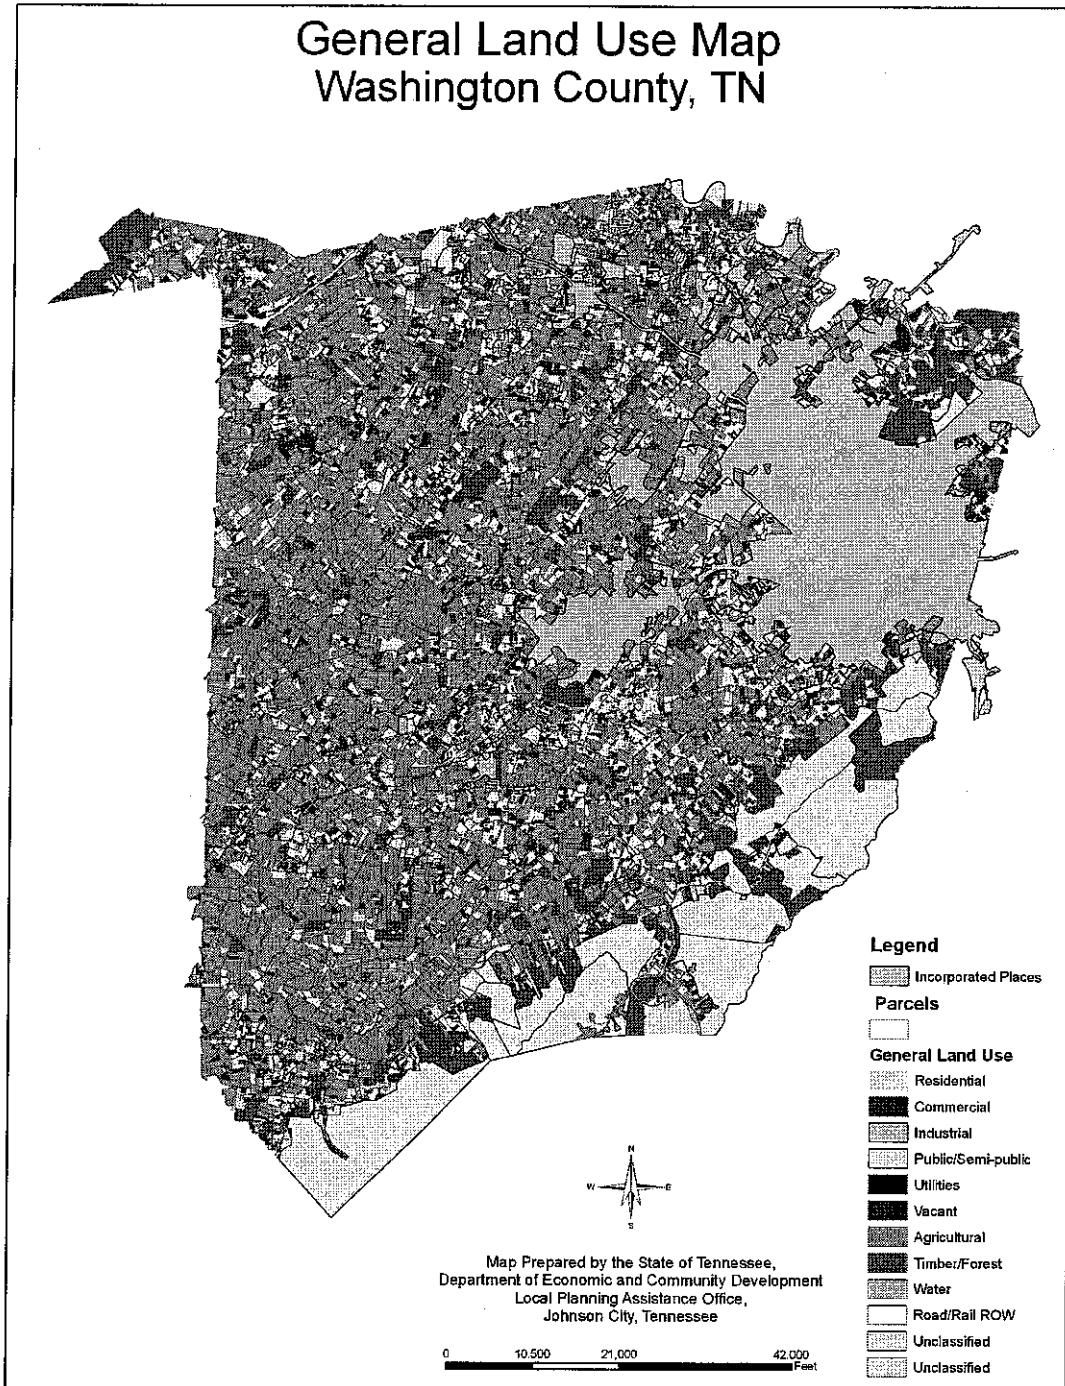 General Land Use Map
Washington County, TN
Legend
Incorporated Places
Parcels
General Land Use
Residential
Commercial
Industrial
Public/Semi-public
Utilities
Vacant
Agricultural
Timber/Forest
Water
Road/Rail ROW
Unclassified
Unclassified
N
W E
S
Map Prepared by the State of Tennessee,
Department of Economic and Community Development
Local Planning Assistance Office,
Johnson City, Tennessee
0 10,500 21,000 42,000
Feet